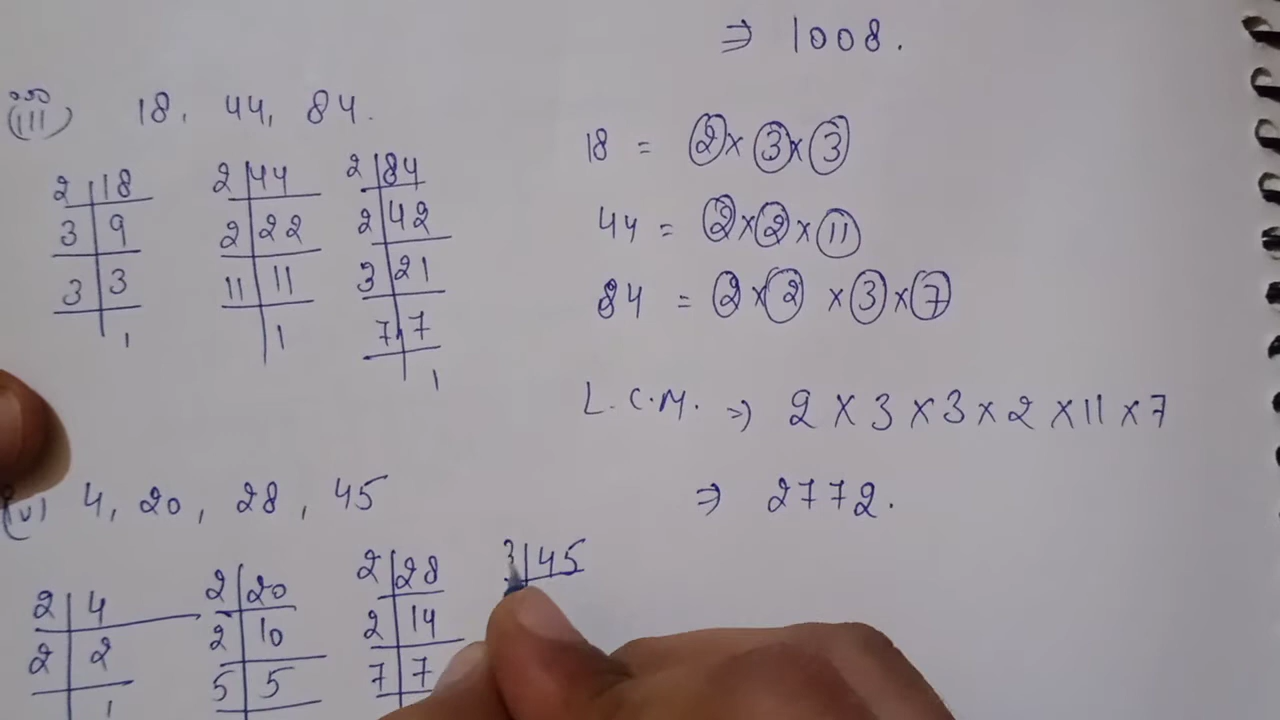 ⇒ 1008.
(iii) 18, 44, 84.
2 | 18
3 | 9
3 | 3
1
2 | 44
2 | 22
11 | 11
1
2 | 84
2 | 42
3 | 21
7 | 7
1
18 = 2 × 3 × 3
44 = 2 × 2 × 11
84 = 2 × 2 × 3 × 7
L.C.M. ⇒ 2 × 3 × 3 × 2 × 11 × 7
⇒ 2772.
(iv) 4, 20, 28, 45
2 | 4
2 | 2
1
2 | 20
2 | 10
5 | 5
2 | 28
2 | 14
7 | 7
3 | 45